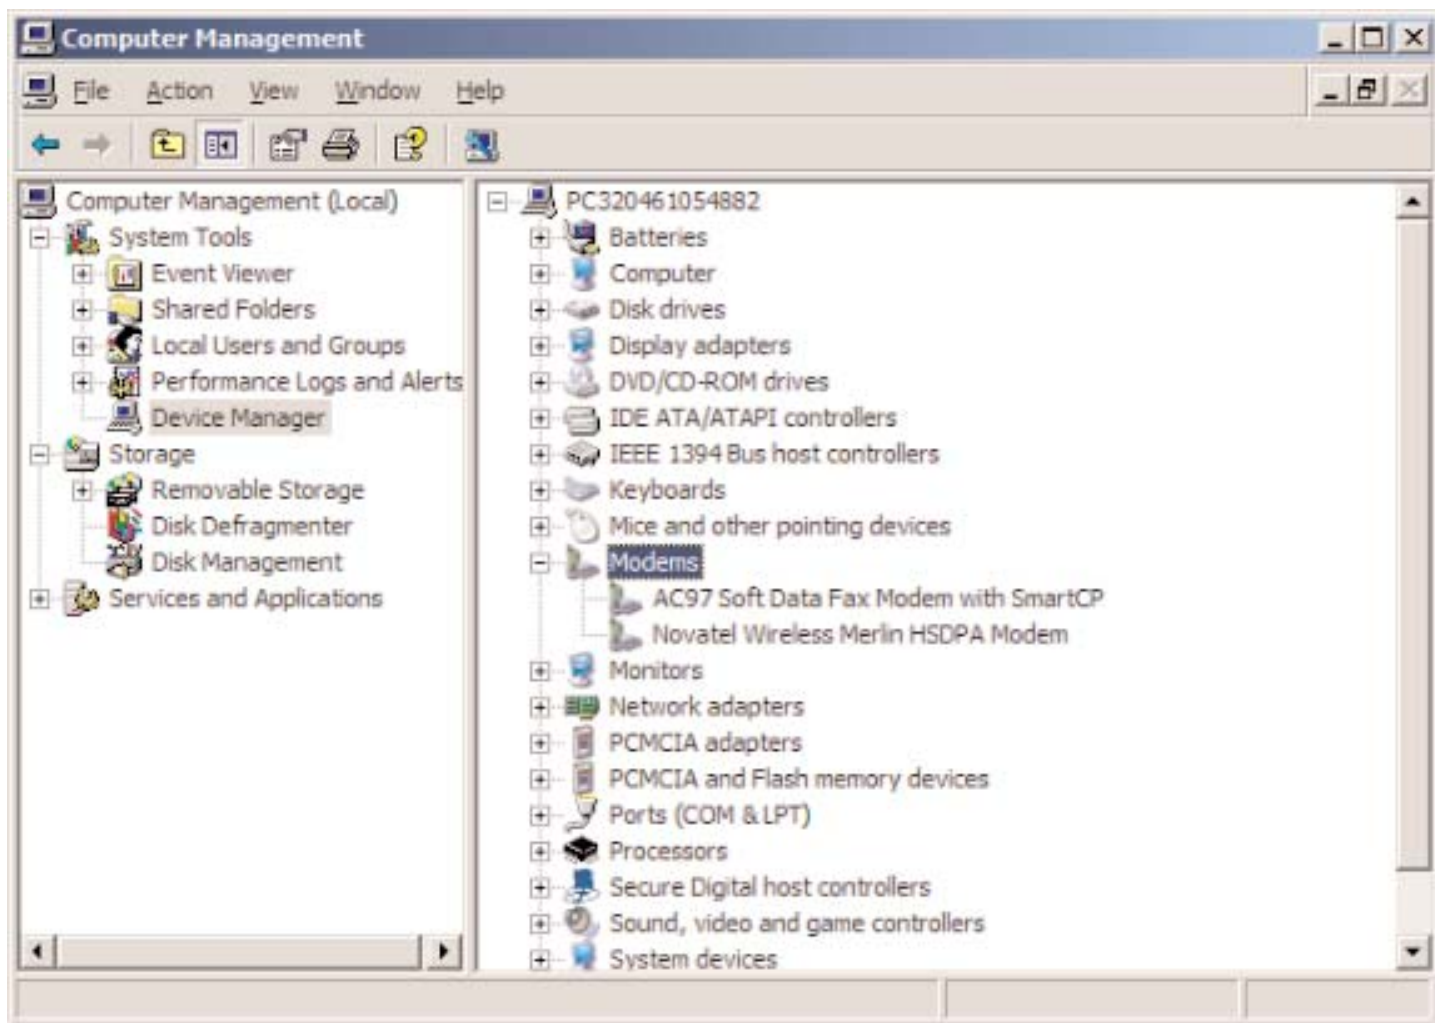 Computer Management
File Action View Window Help
Computer Management (Local)
System Tools
Event Viewer
Shared Folders
Local Users and Groups
Performance Logs and Alerts
Device Manager
Storage
Removable Storage
Disk Defragmenter
Disk Management
Services and Applications
PC320461054882
Batteries
Computer
Disk drives
Display adapters
DVD/CD-ROM drives
IDE ATA/ATAPI controllers
IEEE 1394 Bus host controllers
Keyboards
Mice and other pointing devices
Modems
AC97 Soft Data Fax Modem with SmartCP
Novatel Wireless Merlin HSDPA Modem
Monitors
Network adapters
PCMCIA adapters
PCMCIA and Flash memory devices
Ports (COM & LPT)
Processors
Secure Digital host controllers
Sound, video and game controllers
System devices